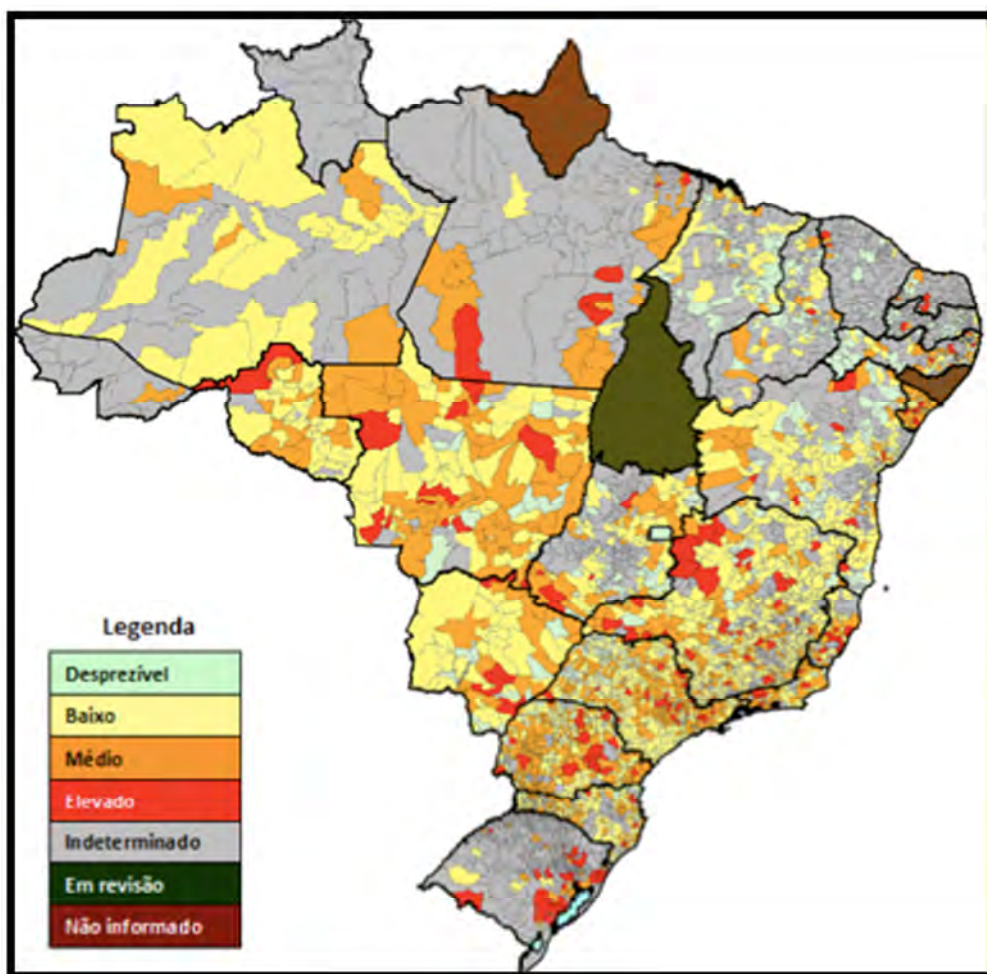 Legenda
Desprezível
Baixo
Médio
Elevado
Indeterminado
Em revisão
Não informado